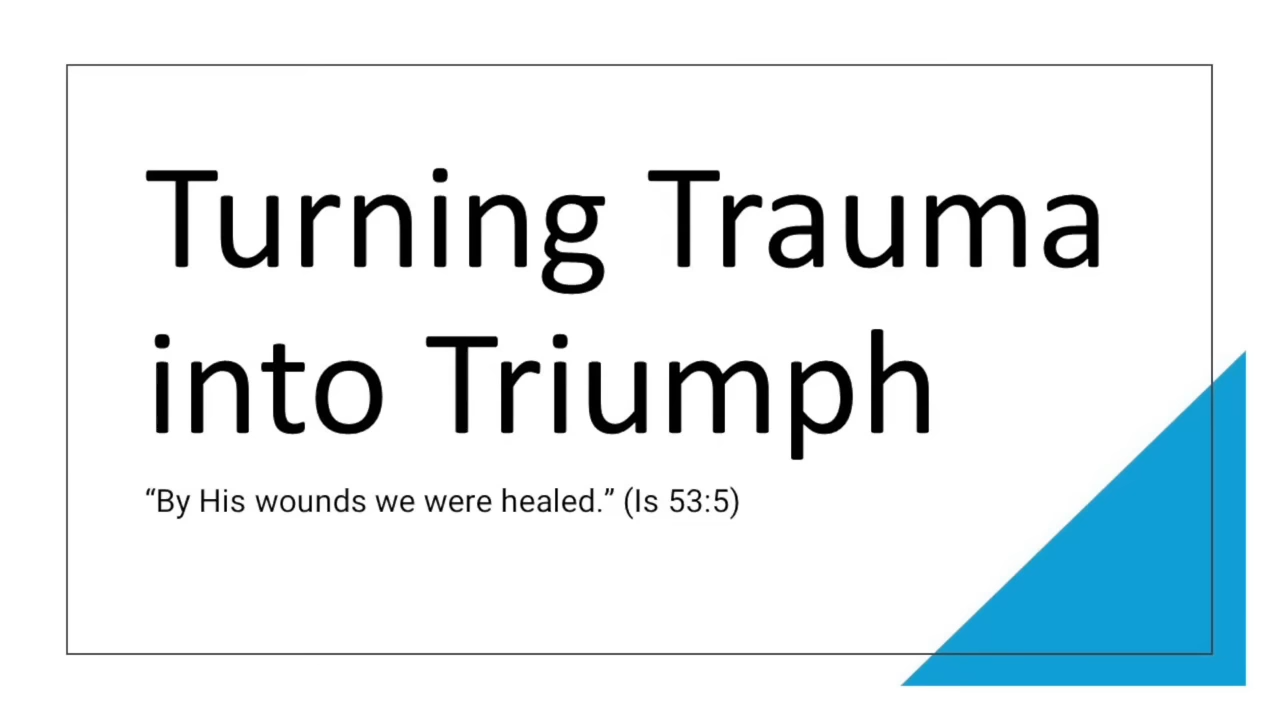 Turning Trauma
into Triumph
“By His wounds we were healed.” (Is 53:5)